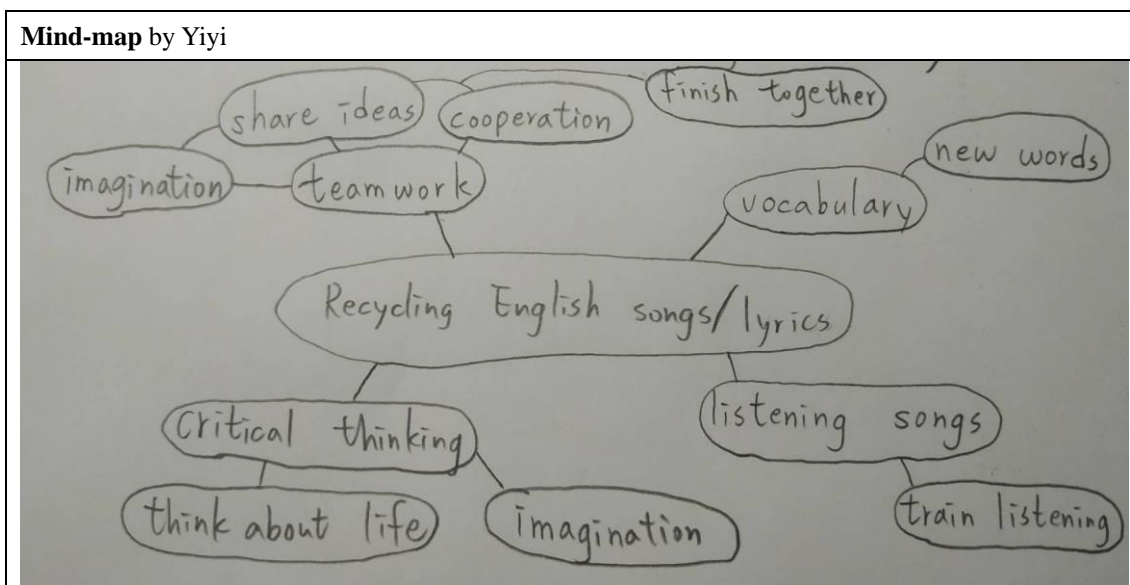 Mind-map by Yiyi
share ideas
cooperation
finish together
imagination
teamwork
vocabulary
new words
Recycling English songs/lyrics
critical thinking
listening songs
think about life
imagination
train listening